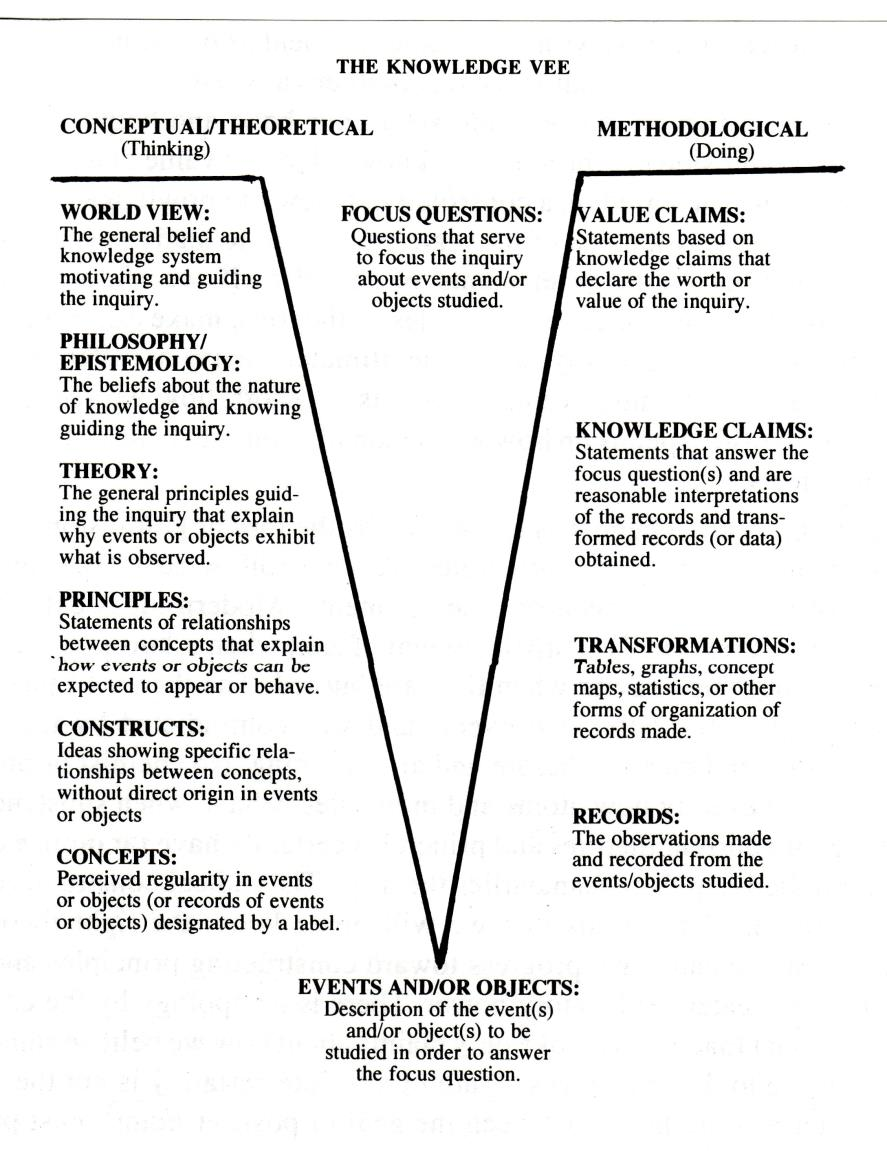 THE KNOWLEDGE VEE
CONCEPTUAL/THEORETICAL
(Thinking)
WORLD VIEW:
The general belief and
knowledge system
motivating and guiding
the inquiry.
PHILOSOPHY/
EPISTEMOLOGY:
The beliefs about the nature
of knowledge and knowing
guiding the inquiry.
THEORY:
The general principles guid-
ing the inquiry that explain
why events or objects exhibit
what is observed.
PRINCIPLES:
Statements of relationships
between concepts that explain
how events or objects can be
expected to appear or behave.
CONSTRUCTS:
Ideas showing specific rela-
tionships between concepts,
without direct origin in events
or objects
CONCEPTS:
Perceived regularity in events
or objects (or records of events
or objects) designated by a label.
FOCUS QUESTIONS:
Questions that serve
to focus the inquiry
about events and/or
objects studied.
METHODOLOGICAL
(Doing)
VALUE CLAIMS:
Statements based on
knowledge claims that
declare the worth or
value of the inquiry.
KNOWLEDGE CLAIMS:
Statements that answer the
focus question(s) and are
reasonable interpretations
of the records and trans-
formed records (or data)
obtained.
TRANSFORMATIONS:
Tables, graphs, concept
maps, statistics, or other
forms of organization of
records made.
RECORDS:
The observations made
and recorded from the
events/objects studied.
EVENTS AND/OR OBJECTS:
Description of the event(s)
and/or object(s) to be
studied in order to answer
the focus question.